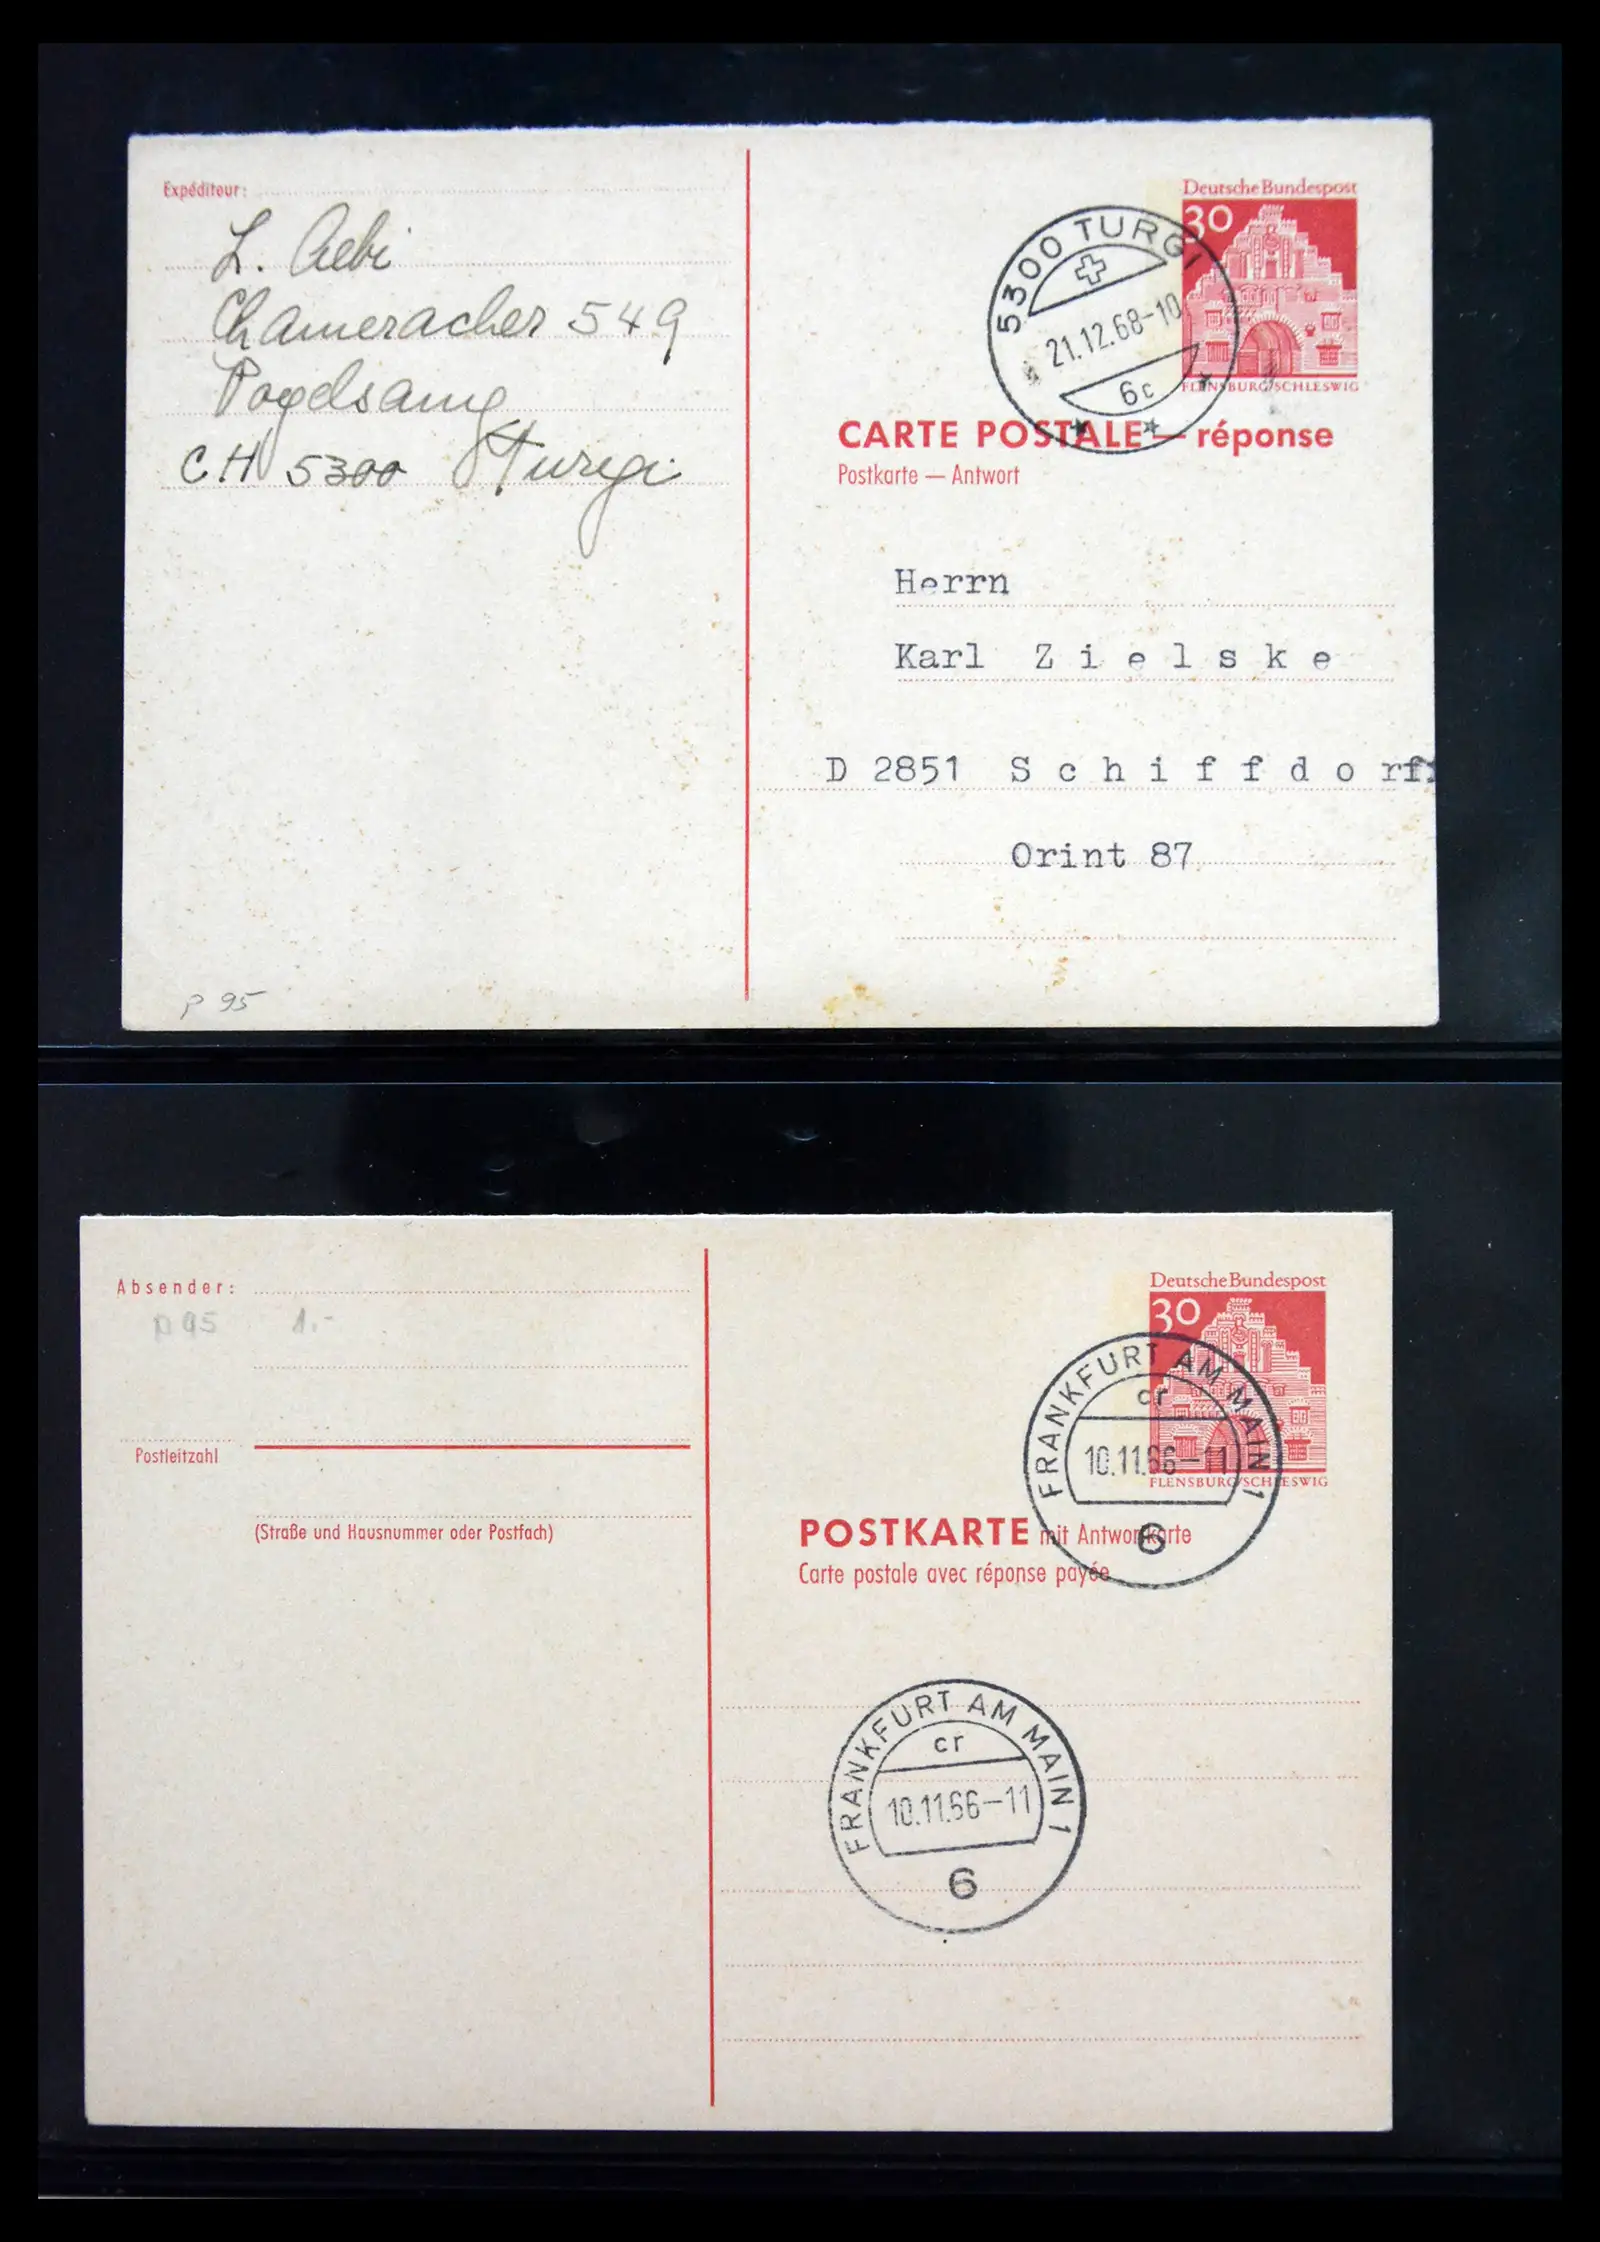 Expéditeur:
L. Aebi
Chameracher 549
Vogelsang
CH 5300 Turgi
P 95
Deutsche Bundespost
30
FLENSBURG/SCHLESWIG
5300 TURGI
21.12.68-10
6c
CARTE POSTALE — réponse
Postkarte — Antwort
Herrn
Karl Z i e l s k e
D 2851 S c h i f f d o rf
Orint 87
Absender:
P 95 1.-
Postleitzahl
(Straße und Hausnummer oder Postfach)
Deutsche Bundespost
30
FLENSBURG/SCHLESWIG
FRANKFURT AM MAIN 1
cr
10.11.66-11
6
POSTKARTE mit Antwortkarte
Carte postale avec réponse payée
FRANKFURT AM MAIN 1
cr
10.11.66-11
6